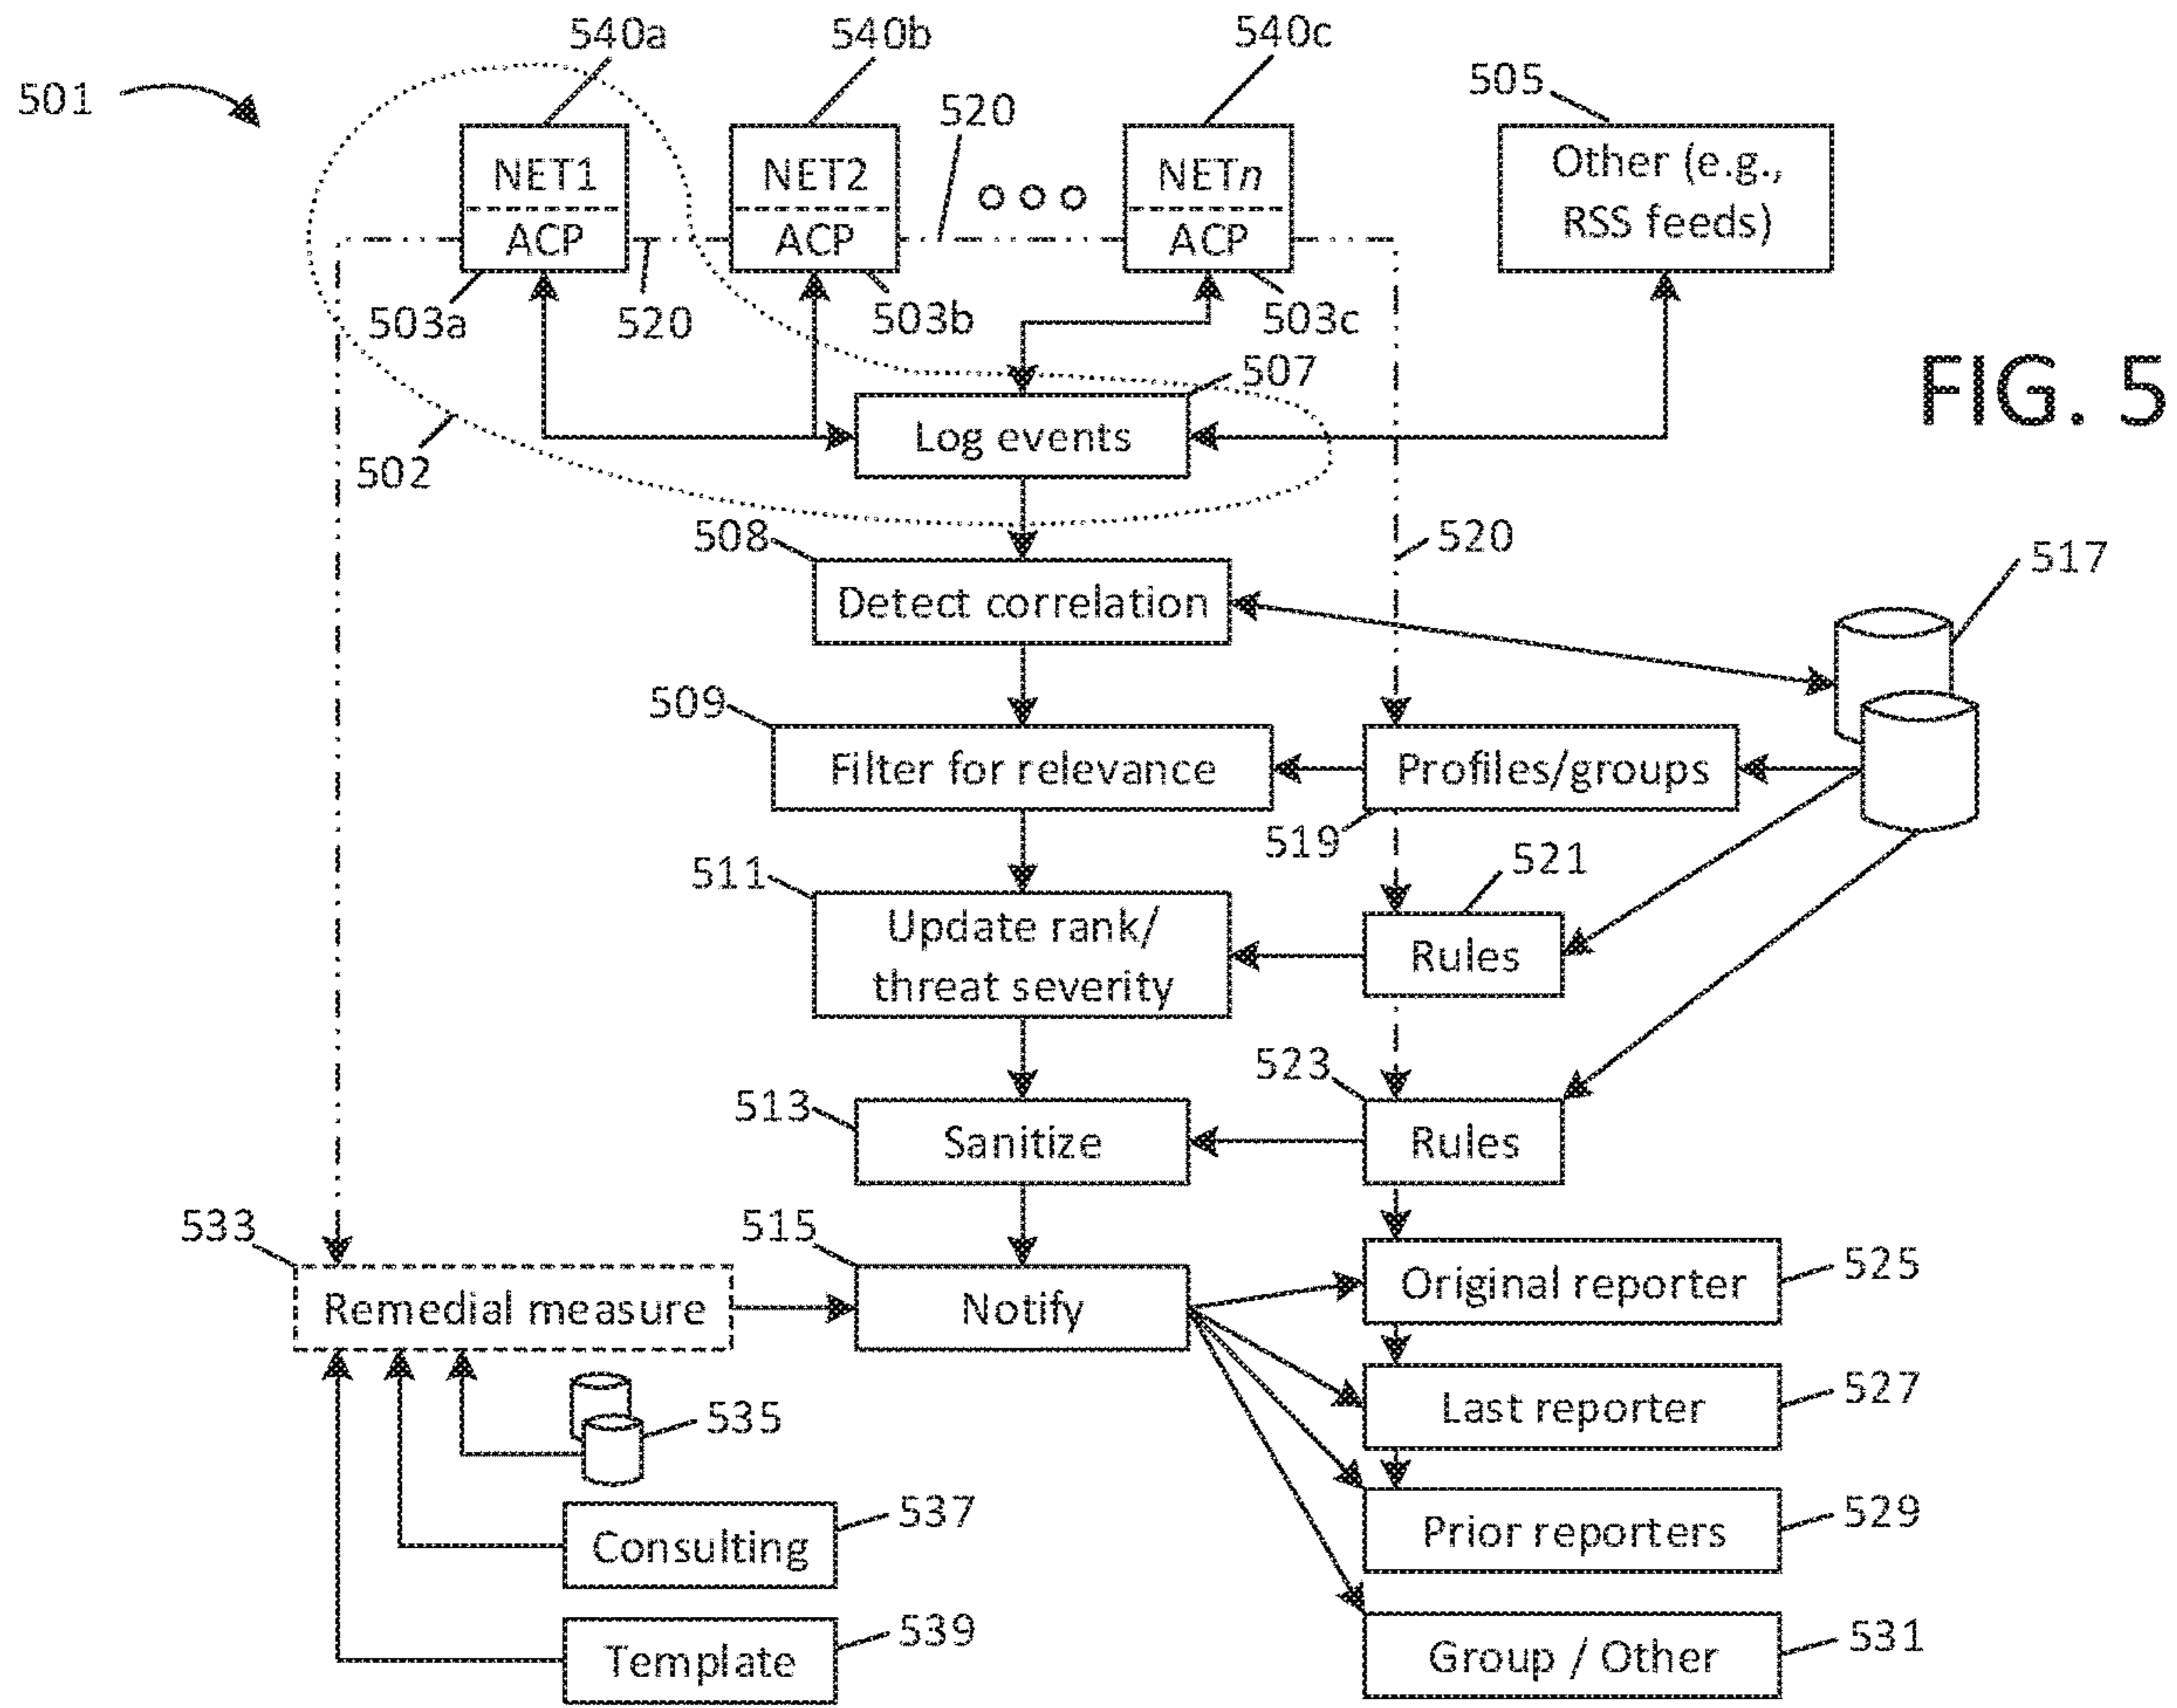 540a
540b
540c
501
520
505
NET1
NET2
NETn
Other (e.g.,
RSS feeds)
ACP
ACP
ACP
503a
520
503b
503c
507
FIG. 5
Log events
502
508
520
517
Detect correlation
509
Filter for relevance
Profiles/groups
519
511
521
Update rank/
threat severity
Rules
523
513
Sanitize
Rules
533
515
Remedial measure
Notify
Original reporter
525
535
Last reporter
527
537
Consulting
Prior reporters
529
539
Template
Group / Other
531